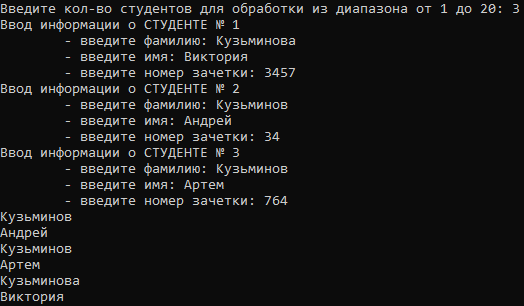 Введите кол-во студентов для обработки из диапазона от 1 до 20: 3
Ввод информации о СТУДЕНТЕ № 1
- введите фамилию: Кузьминова
- введите имя: Виктория
- введите номер зачетки: 3457
Ввод информации о СТУДЕНТЕ № 2
- введите фамилию: Кузьминов
- введите имя: Андрей
- введите номер зачетки: 34
Ввод информации о СТУДЕНТЕ № 3
- введите фамилию: Кузьминов
- введите имя: Артем
- введите номер зачетки: 764
Кузьминов
Андрей
Кузьминов
Артем
Кузьминова
Виктория